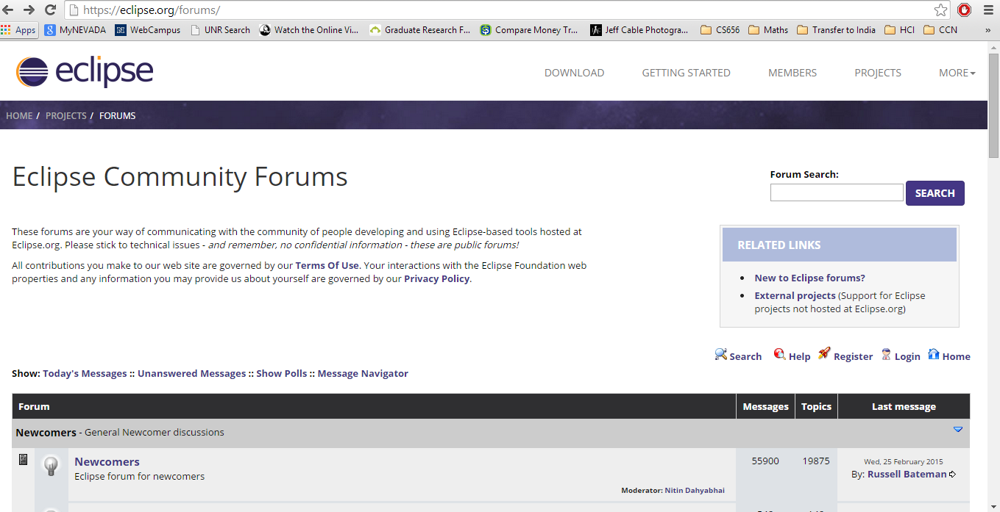 https://eclipse.org/forums/
Apps MyNEVADA WebCampus UNR Search Watch the Online Vi... Graduate Research F... Compare Money Tr... Jeff Cable Photogra... CS656 Maths Transfer to India HCI CCN »
eclipse
DOWNLOAD GETTING STARTED MEMBERS PROJECTS MORE
HOME / PROJECTS / FORUMS
Eclipse Community Forums
Forum Search:
SEARCH
These forums are your way of communicating with the community of people developing and using Eclipse-based tools hosted at
Eclipse.org. Please stick to technical issues - and remember, no confidential information - these are public forums!
All contributions you make to our web site are governed by our Terms Of Use. Your interactions with the Eclipse Foundation web
properties and any information you may provide us about yourself are governed by our Privacy Policy.
RELATED LINKS
• New to Eclipse forums?
• External projects (Support for Eclipse
projects not hosted at Eclipse.org)
Search Help Register Login Home
Show: Today's Messages :: Unanswered Messages :: Show Polls :: Message Navigator
Forum Messages Topics Last message
Newcomers - General Newcomer discussions
Newcomers 55900 19875 Wed, 25 February 2015
Eclipse forum for newcomers By: Russell Bateman
Moderator: Nitin Dahyabhai